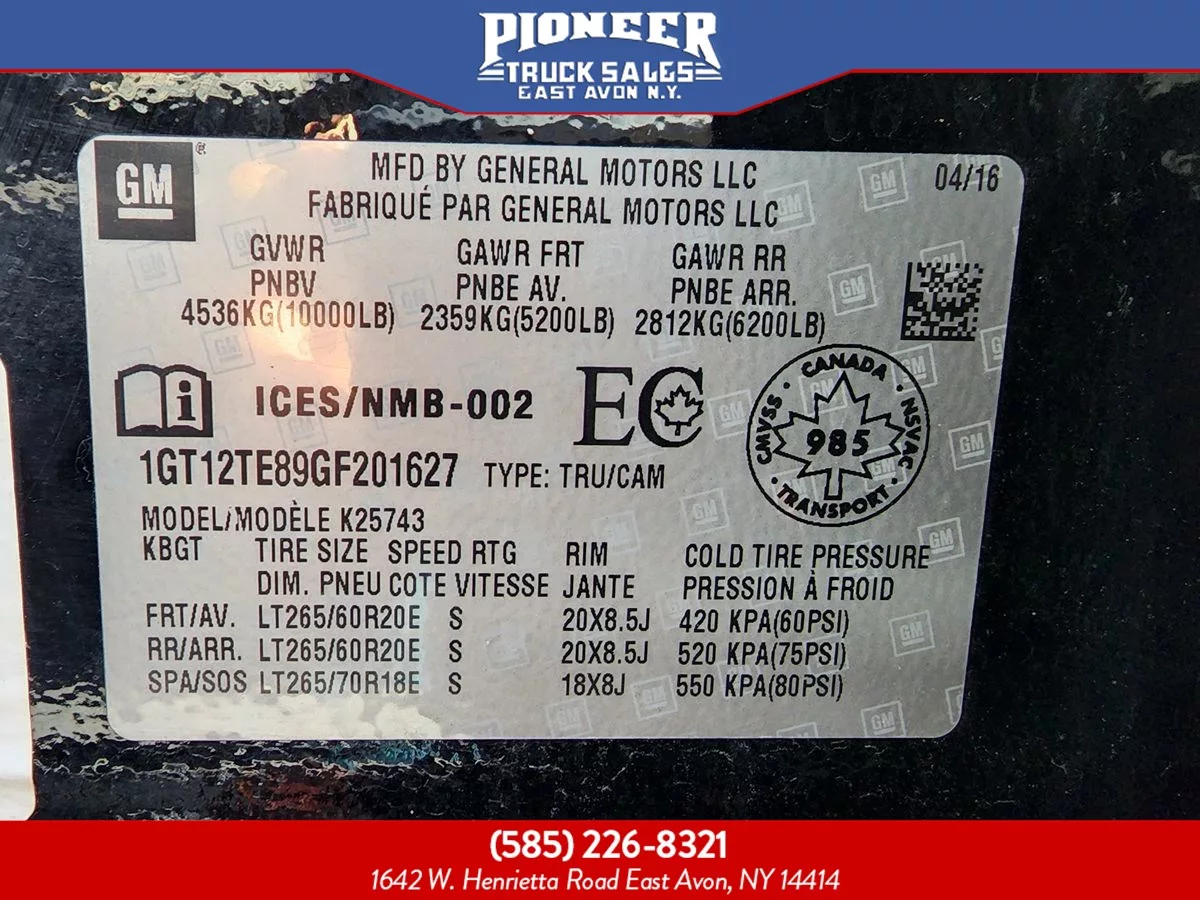 PIONEER
TRUCK SALES
EAST AVON N.Y.
GM
MFD BY GENERAL MOTORS LLC 04/16
FABRIQUÉ PAR GENERAL MOTORS LLC
GVWR GAWR FRT GAWR RR
PNBV PNBE AV. PNBE ARR.
4536KG(10000LB) 2359KG(5200LB) 2812KG(6200LB)
i ICES/NMB-002 EC
CANADA
CMVSS 985 NSVAC
TRANSPORT
1GT12TE89GF201627 TYPE: TRU/CAM
MODEL/MODÈLE K25743
KBGT TIRE SIZE SPEED RTG RIM COLD TIRE PRESSURE
DIM. PNEU COTE VITESSE JANTE PRESSION À FROID
FRT/AV. LT265/60R20E S 20X8.5J 420 KPA(60PSI)
RR/ARR. LT265/60R20E S 20X8.5J 520 KPA(75PSI)
SPA/SOS LT265/70R18E S 18X8J 550 KPA(80PSI)
(585) 226-8321
1642 W. Henrietta Road East Avon, NY 14414